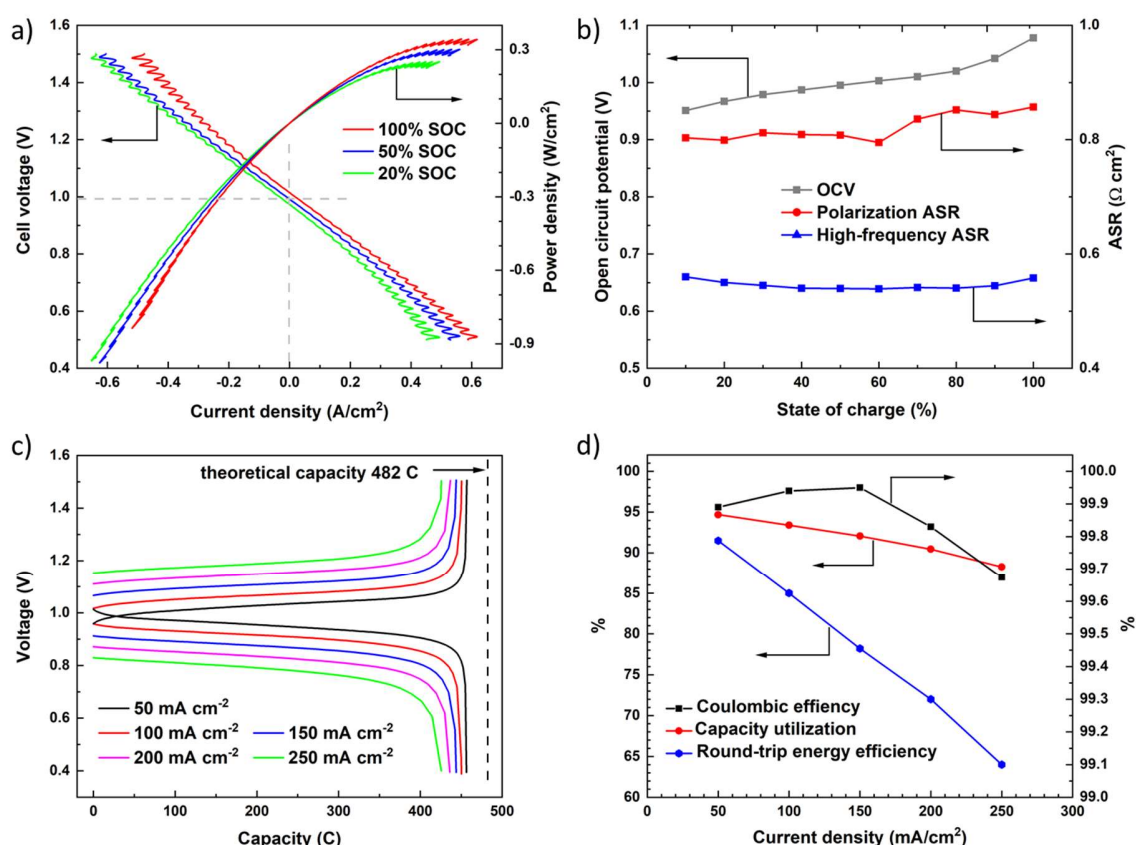 a)
1.6
1.4
1.2
1.0
0.8
0.6
0.4
Cell voltage (V)
-0.6 -0.4 -0.2 0.0 0.2 0.4 0.6
Current density (A/cm²)
0.3
0.0
-0.3
-0.6
-0.9
Power density (W/cm²)
100% SOC
50% SOC
20% SOC
b)
1.1
1.0
0.9
0.8
0.7
0.6
0.5
Open circuit potential (V)
0 20 40 60 80 100
State of charge (%)
1.0
0.8
0.6
0.4
ASR (Ω cm²)
OCV
Polarization ASR
High-frequency ASR
c)
1.6
1.4
1.2
1.0
0.8
0.6
0.4
Voltage (V)
0 100 200 300 400 500
Capacity (C)
theoretical capacity 482 C
50 mA cm⁻²
100 mA cm⁻² 150 mA cm⁻²
200 mA cm⁻² 250 mA cm⁻²
d)
100
95
90
85
80
75
70
65
60
%
0 50 100 150 200 250 300
Current density (mA/cm²)
100.0
99.9
99.8
99.7
99.6
99.5
99.4
99.3
99.2
99.1
99.0
%
Coulombic effiency
Capacity utilization
Round-trip energy efficiency